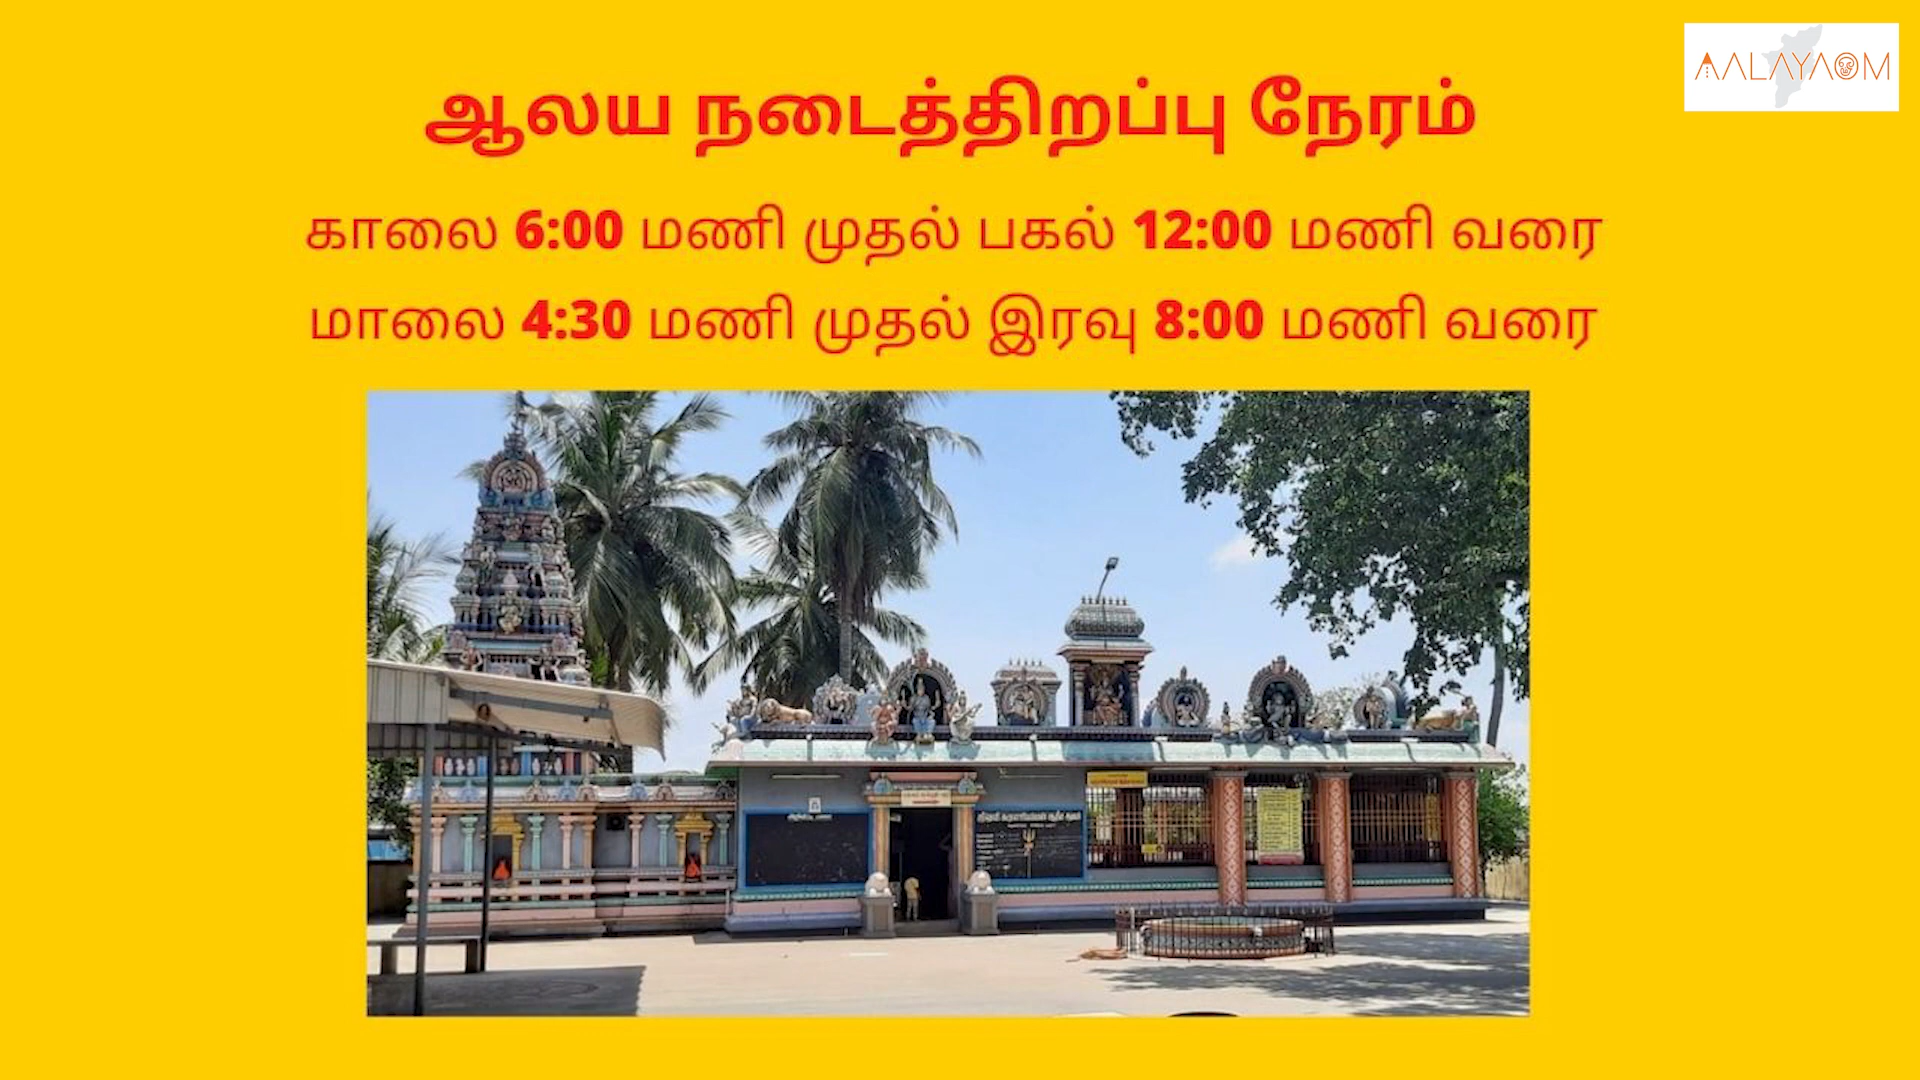 AALAYAOM
ஆலய நடைத்திறப்பு நேரம்
காலை 6:00 மணி முதல் பகல் 12:00 மணி வரை
மாலை 4:30 மணி முதல் இரவு 8:00 மணி வரை